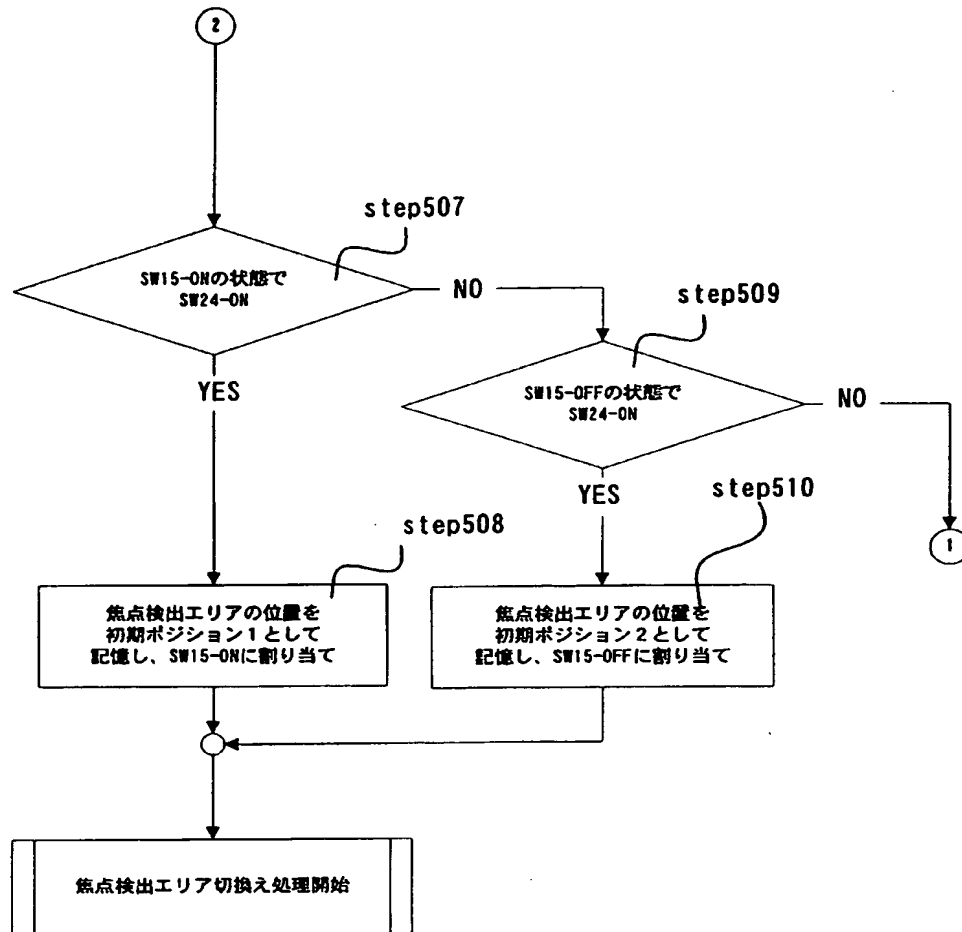 2
step507
SW15-ONの状態で
SW24-ON
NO
step509
YES
SW15-OFFの状態で
SW24-ON
NO
YES
step510
step508
1
焦点検出エリアの位置を
初期ポジション1として
記憶し、SW15-ONに割り当て
焦点検出エリアの位置を
初期ポジション2として
記憶し、SW15-OFFに割り当て
焦点検出エリア切換え処理開始